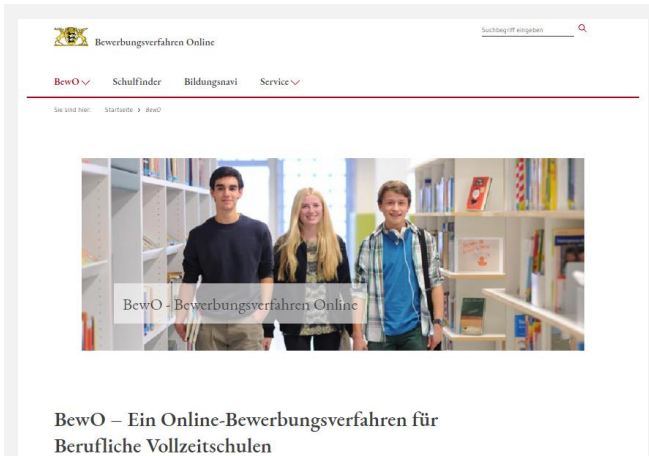 Bewerbungsverfahren Online
Suchbegriff eingeben
BewO Schulfinder Bildungsnavi Service
Sie sind hier: Startseite > BewO
BewO - Bewerbungsverfahren Online
BewO – Ein Online-Bewerbungsverfahren für
Berufliche Vollzeitschulen